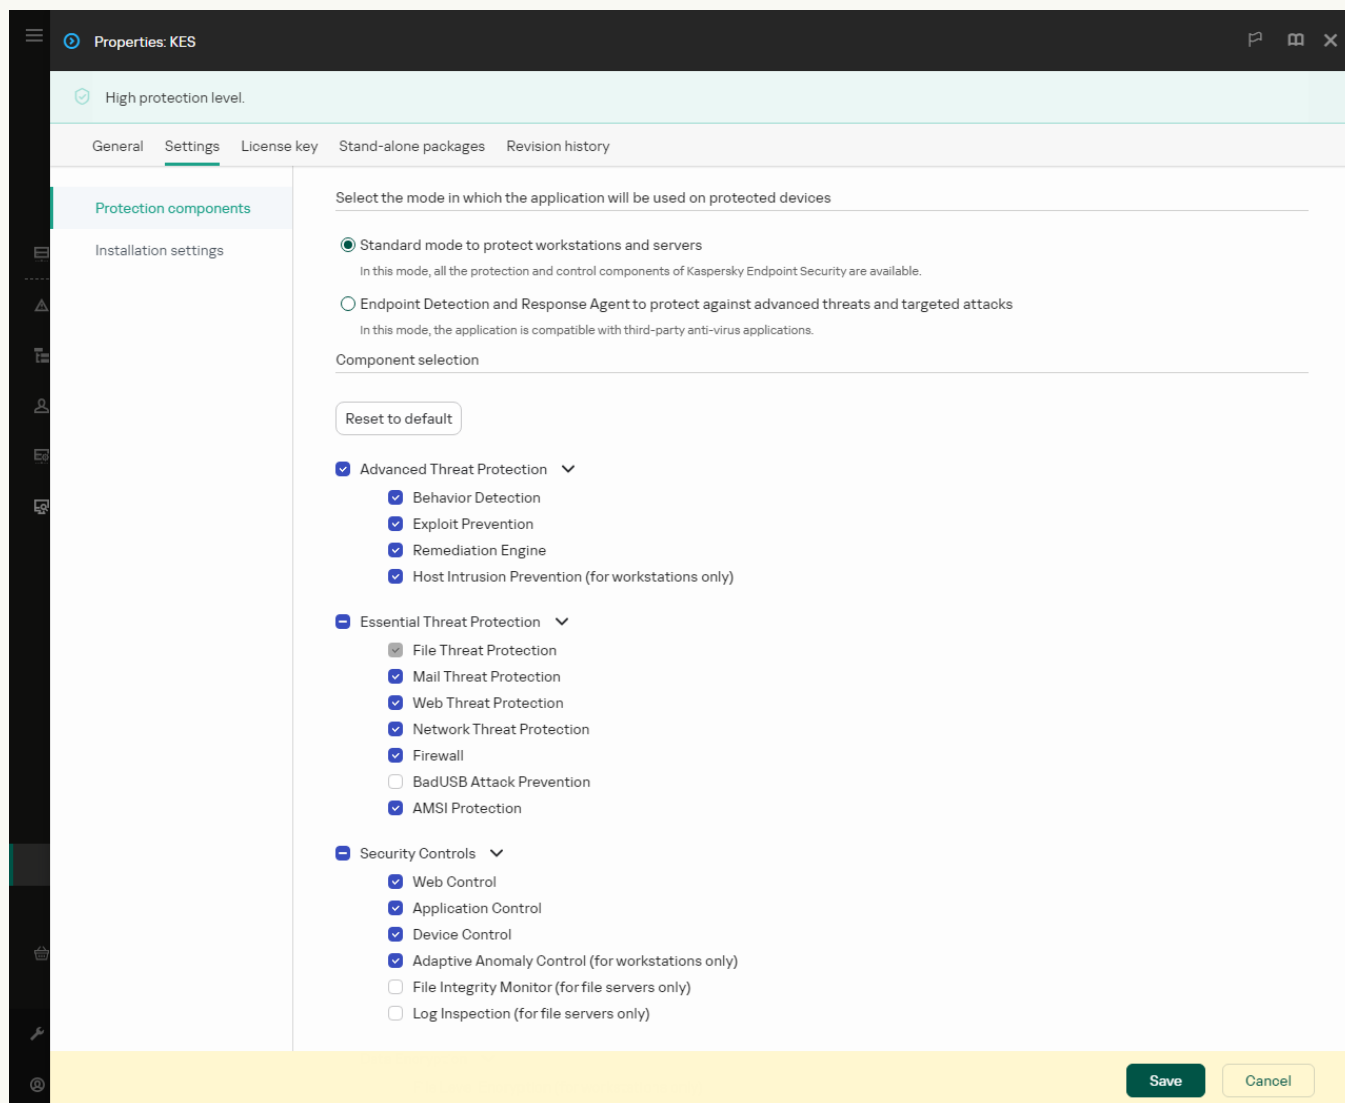 Properties: KES
High protection level.
General Settings License key Stand-alone packages Revision history
Protection components
Installation settings
Select the mode in which the application will be used on protected devices
Standard mode to protect workstations and servers
In this mode, all the protection and control components of Kaspersky Endpoint Security are available.
Endpoint Detection and Response Agent to protect against advanced threats and targeted attacks
In this mode, the application is compatible with third-party anti-virus applications.
Component selection
Reset to default
Advanced Threat Protection
Behavior Detection
Exploit Prevention
Remediation Engine
Host Intrusion Prevention (for workstations only)
Essential Threat Protection
File Threat Protection
Mail Threat Protection
Web Threat Protection
Network Threat Protection
Firewall
BadUSB Attack Prevention
AMSI Protection
Security Controls
Web Control
Application Control
Device Control
Adaptive Anomaly Control (for workstations only)
File Integrity Monitor (for file servers only)
Log Inspection (for file servers only)
Save Cancel